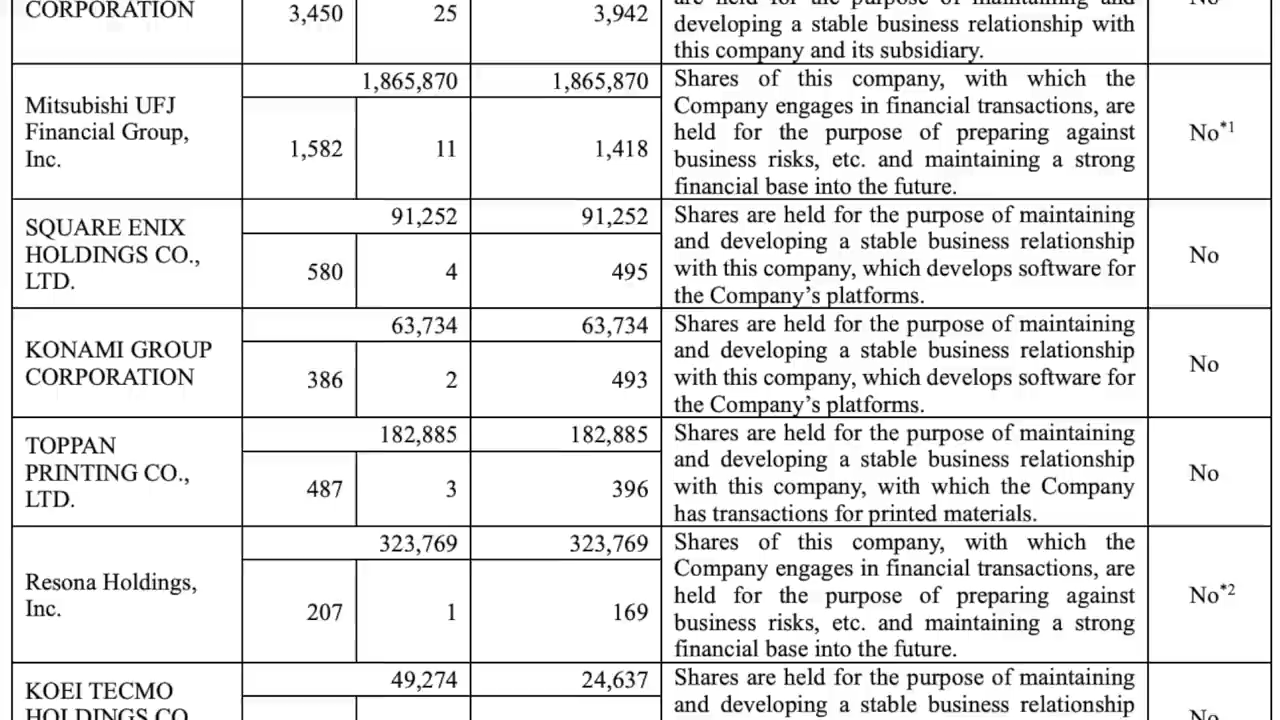 CORPORATION
3,450 25 3,942
developing a stable business relationship with
this company and its subsidiary.
Mitsubishi UFJ
Financial Group,
Inc.
1,865,870 1,865,870
1,582 11 1,418
Shares of this company, with which the
Company engages in financial transactions, are
held for the purpose of preparing against
business risks, etc. and maintaining a strong
financial base into the future.
No*1
SQUARE ENIX
HOLDINGS CO.,
LTD.
91,252 91,252
580 4 495
Shares are held for the purpose of maintaining
and developing a stable business relationship
with this company, which develops software for
the Company's platforms.
No
KONAMI GROUP
CORPORATION
63,734 63,734
386 2 493
Shares are held for the purpose of maintaining
and developing a stable business relationship
with this company, which develops software for
the Company's platforms.
No
TOPPAN
PRINTING CO.,
LTD.
182,885 182,885
487 3 396
Shares are held for the purpose of maintaining
and developing a stable business relationship
with this company, with which the Company
has transactions for printed materials.
No
Resona Holdings,
Inc.
323,769 323,769
207 1 169
Shares of this company, with which the
Company engages in financial transactions, are
held for the purpose of preparing against
business risks, etc. and maintaining a strong
financial base into the future.
No*2
KOEI TECMO
HOLDINGS CO
49,274 24,637
Shares are held for the purpose of maintaining
and developing a stable business relationship
No